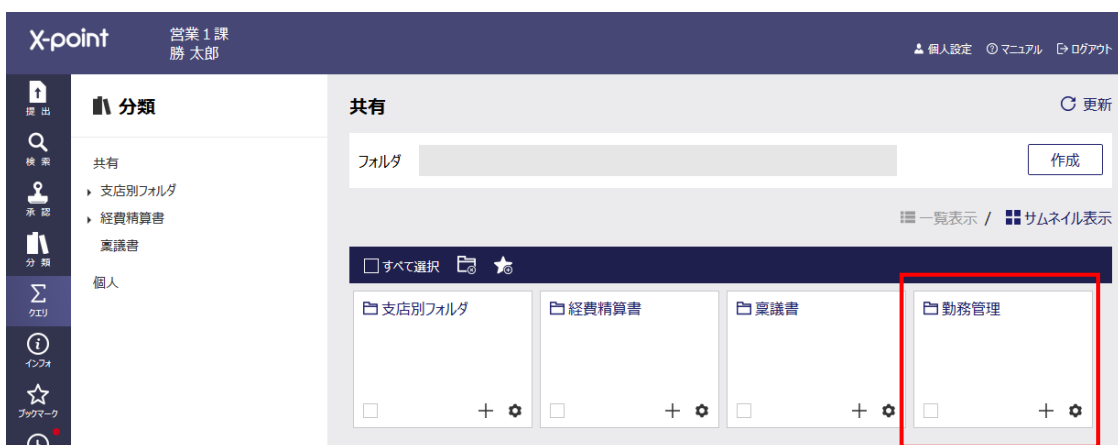 X-point
営業1課
勝 太郎
個人設定
マニュアル
ログアウト
提 出
検 索
承 認
分 類
クエリ
インフォ
ブックマーク
分類
共有
支店別フォルダ
経費精算書
稟議書
個人
共有
更新
フォルダ
作成
一覧表示 / サムネイル表示
すべて選択
支店別フォルダ
経費精算書
稟議書
勤務管理